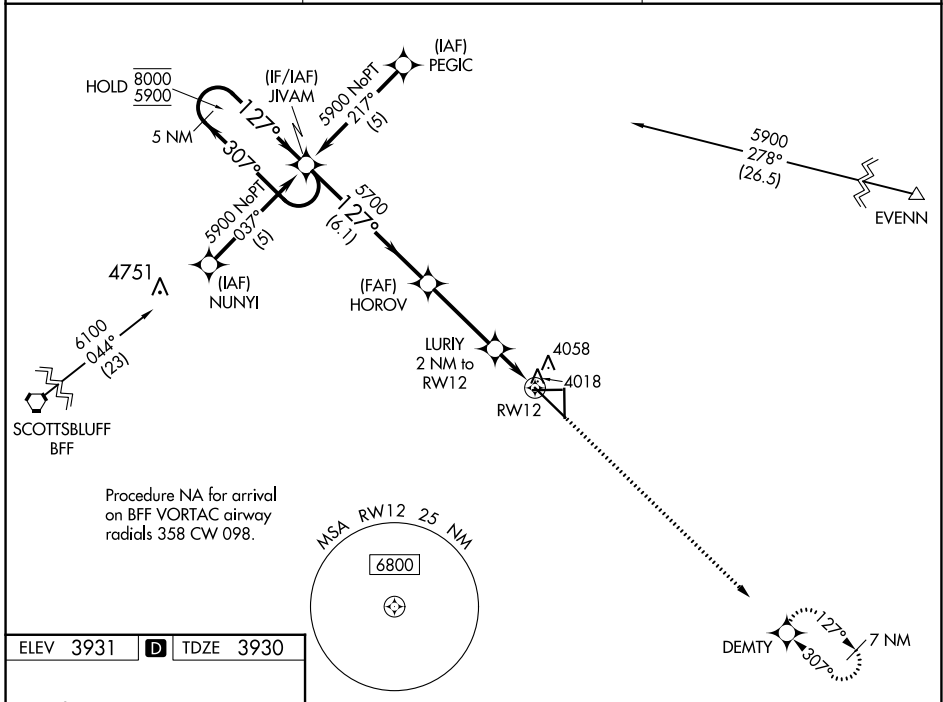 (IAF)
PEGIC
HOLD 8000
5900
(IF/IAF)
JIVAM
5900 NoPT
217°
(5)
127°
5 NM
307°
5900
278°
(26.5)
EVENN
5900 NoPT
037°
(5)
5700
127°
(6.1)
4751
(IAF)
NUNYI
(FAF)
HOROV
6100
044°
(23)
LURIY
2 NM to
RW12
4058
4018
RW12
SCOTTSBLUFF
BFF
Procedure NA for arrival
on BFF VORTAC airway
radials 358 CW 098.
MSA RW12 25 NM
6800
DEMTY
127°
7 NM
307°
ELEV 3931 D TDZE 3930